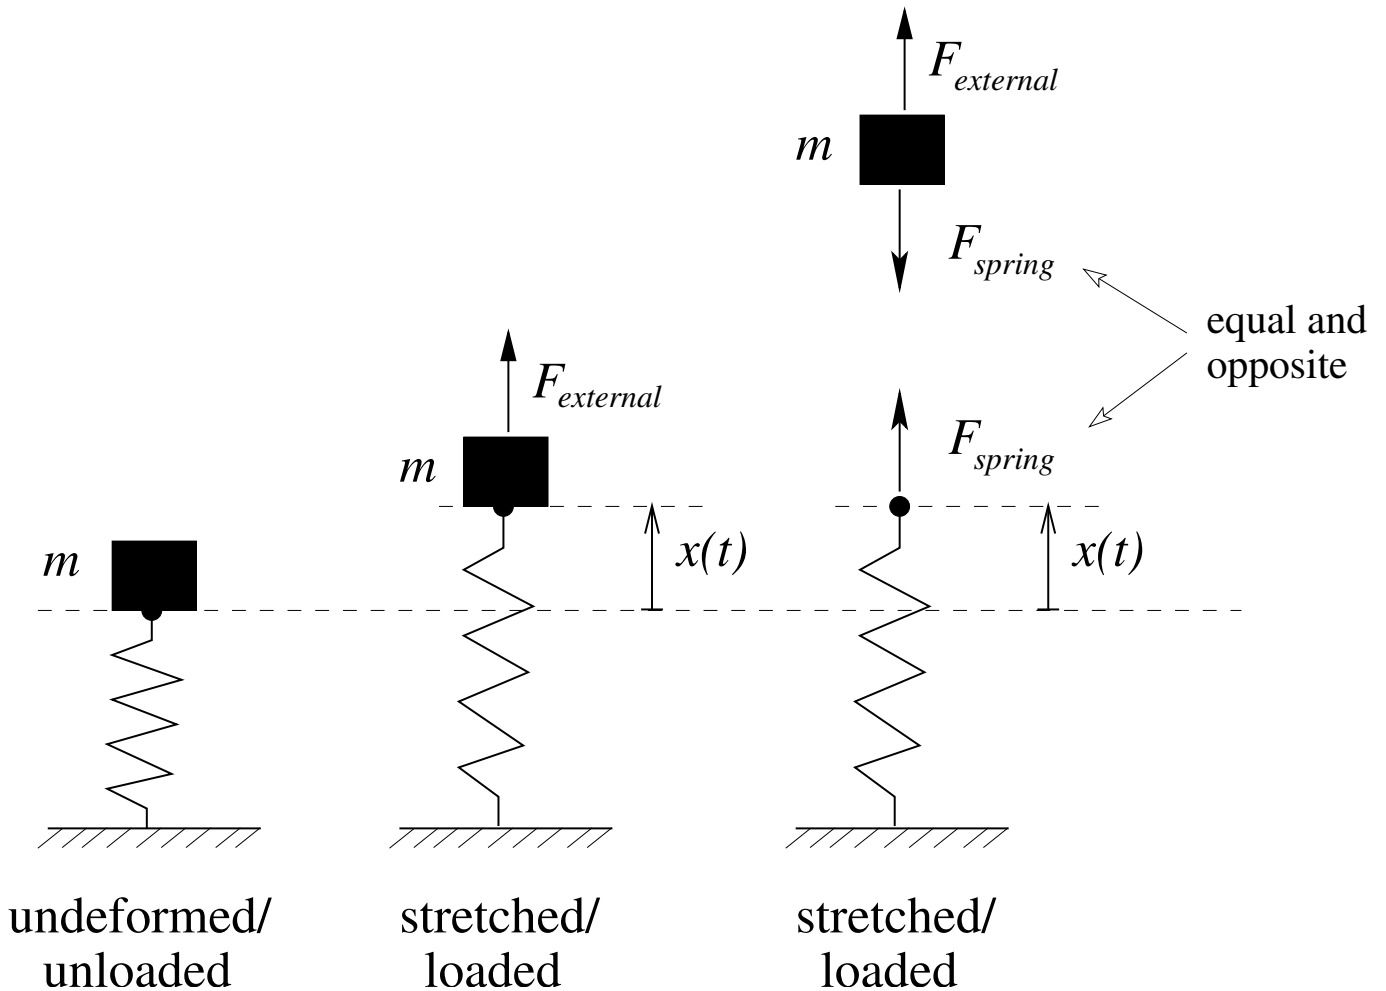 F_external
m
F_spring
equal and
opposite
F_external
m
F_spring
x(t)
x(t)
m
undeformed/
unloaded
stretched/
loaded
stretched/
loaded